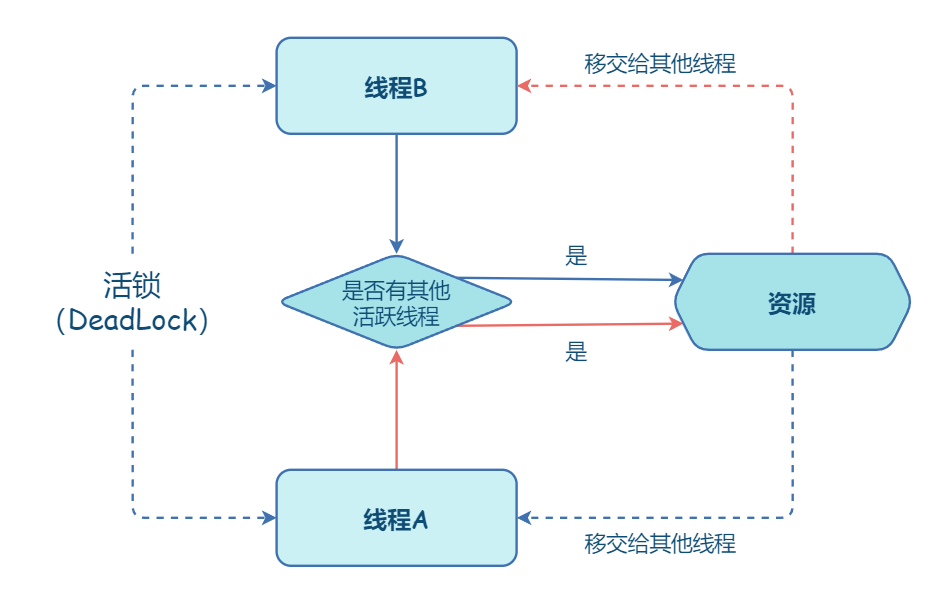 线程B
移交给其他线程
是
活锁
（DeadLock）
是否有其他
活跃线程
资源
是
线程A
移交给其他线程